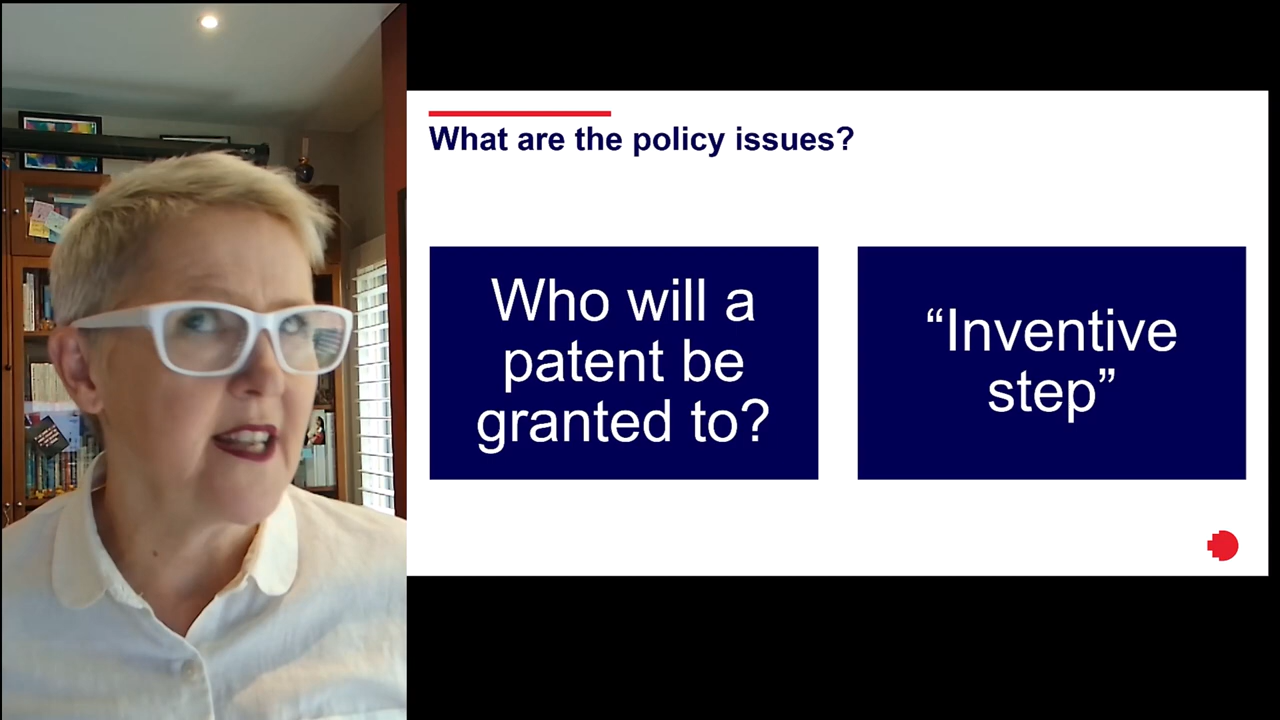 What are the policy issues?
Who will a
patent be
granted to?
“Inventive
step”